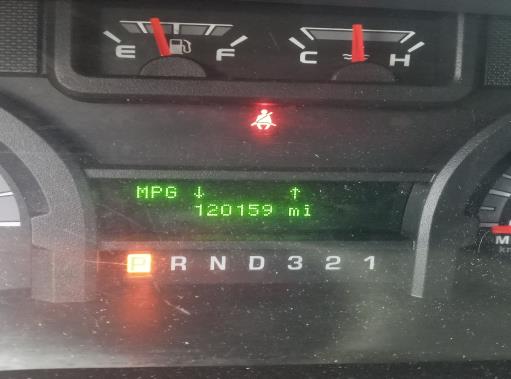 E F C H
MPG ↓ ↑
120159 mi
P R N D 3 2 1